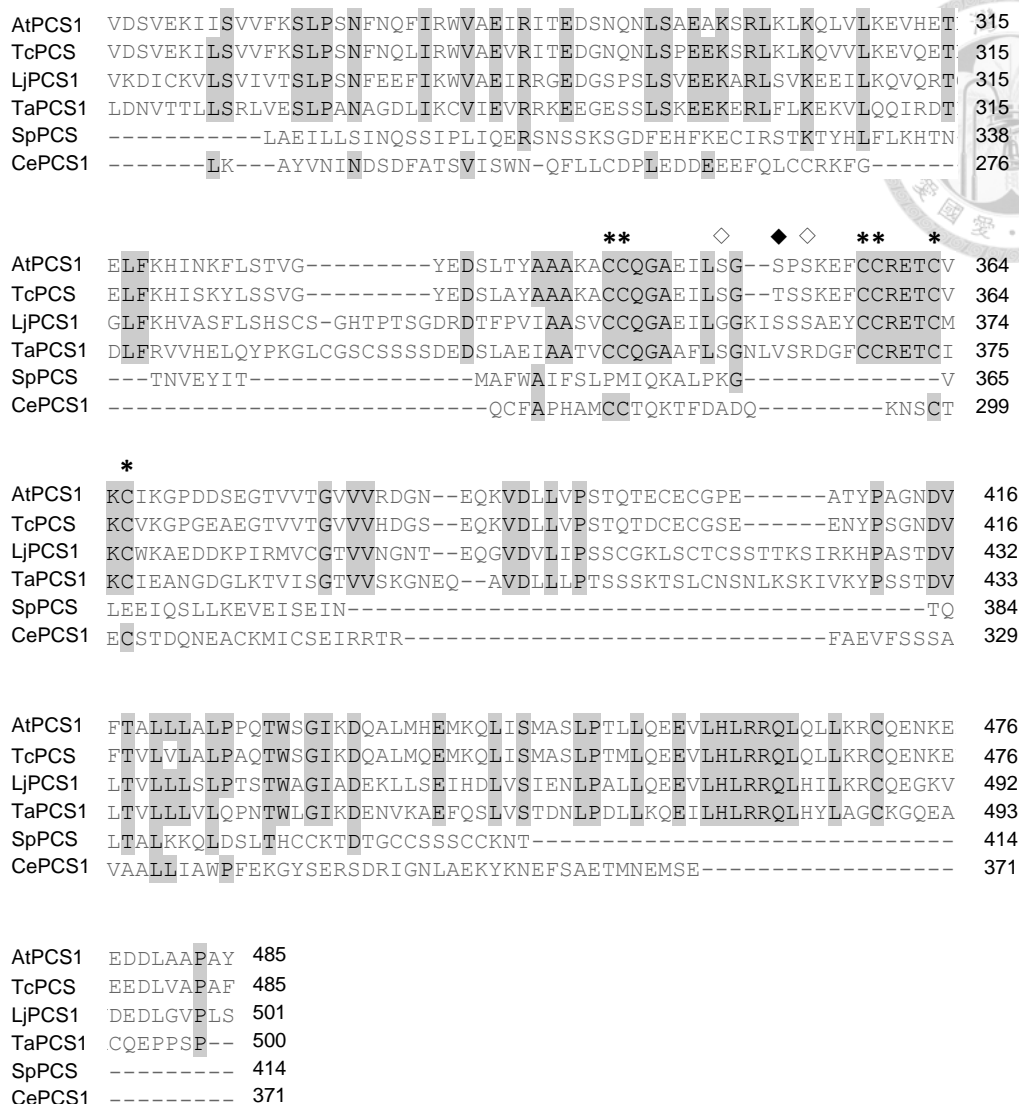 AtPCS1 VDSVEKIISVVFKSLPSNFNQFIRWVAEIRITEDSNQNLSAEAKSRLKLKQLVLKEVHET 315
TcPCS VDSVEKILSVVFKSLPSNFNQLIRWVAEVRITEDGNQNLSPEEKSRLKLKQVVLKEVQET 315
LjPCS1 VKDICKVLSVIVTSLPSNFEEFIKWVAEIRRGEDGSPSLSVEEKARLSVKEEILKQVQRT 315
TaPCS1 LDNVTTLLSRLVESLPANAGDLIKCVIEVRRKEEGESSLSKEEKERLFLKEKVLQQIRDT 315
SpPCS -----------LAEILLSINQSSIPLIQERSNSSKSGDFEHFKECIRSTKTYHLFLKHTN 338
CePCS1 -------LK---AYVNINDSDFATSVISWN-QFLLCDPLEDDEEEFQLCCRKFG------ 276
** ◇ ◆ ◇ ** *
AtPCS1 ELFKHINKFLSTVG---------YEDSLTYAAAKACCQGAEILSG--SPSKEFCCRETCV 364
TcPCS ELFKHISKYLSSVG---------YEDSLAYAAAKACCQGAEILSG--TSSKEFCCRETCV 364
LjPCS1 GLFKHVASFLSHSCS-GHTPTSGDRDTFPVIAASVCCQGAEILGGKISSSAEYCCRETCM 374
TaPCS1 DLFRVVHELQYPKGLCGSCSSSSDEDSLAEIAATVCCQGAAFLSGNLVSRDGFCCRETCI 375
SpPCS ---TNVEYIT----------------MAFWAIFSLPMIQKALPKG--------------V 365
CePCS1 ---------------------------QCFAPHAMCCTQKTFDADQ---------KNSCT 299
*
AtPCS1 KCIKGPDDSEGTVVTGVVVRDGN--EQKVDLLVPSTQTECECGPE------ATYPAGNDV 416
TcPCS KCVKGPGEAEGTVVTGVVVHDGS--EQKVDLLVPSTQTDCECGSE------ENYPSGNDV 416
LjPCS1 KCWKAEDDKPIRMVCGTVVNGNT--EQGVDVLIPSSCGKLSCTCSSTTKSIRKHPASTDV 432
TaPCS1 KCIEANGDGLKTVISGTVVSKGNEQ--AVDLLLPTSSSKTSLCNSNLKSKIVKYPSSTDV 433
SpPCS LEEIQSLLKEVEISEIN-----------------------------------------TQ 384
CePCS1 ECSTDQNEACKMICSEIRRTR------------------------------FAEVFSSSA 329
AtPCS1 FTALLLALPPQTWSGIKDQALMHEMKQLISMASLPTLLQEEVLHLRRQLQLLKRCQENKE 476
TcPCS FTVLVLALPAQTWSGIKDQALMQEMKQLISMASLPTMLQEEVLHLRRQLQLLKRCQENKE 476
LjPCS1 LTVLLLSLPTSTWAGIADEKLLSEIHDLVSIENLPALLQEEVLHLRRQLHILKRCQEGKV 492
TaPCS1 LTVLLLVLQPNTWLGIKDENVKAEFQSLVSTDNLPDLLKQEILHLRRQLHYLAGCKGQEA 493
SpPCS LTALKKQLDSLTHCCKTDTGCCSSSCCKNT------------------------------ 414
CePCS1 VAALLIAWPFEKGYSERSDRIGNLAEKYKNEFSAETMNEMSE------------------ 371
AtPCS1 EDDLAAPAY 485
TcPCS EEDLVAPAF 485
LjPCS1 DEDLGVPLS 501
TaPCS1 CQEPPSP-- 500
SpPCS --------- 414
CePCS1 --------- 371